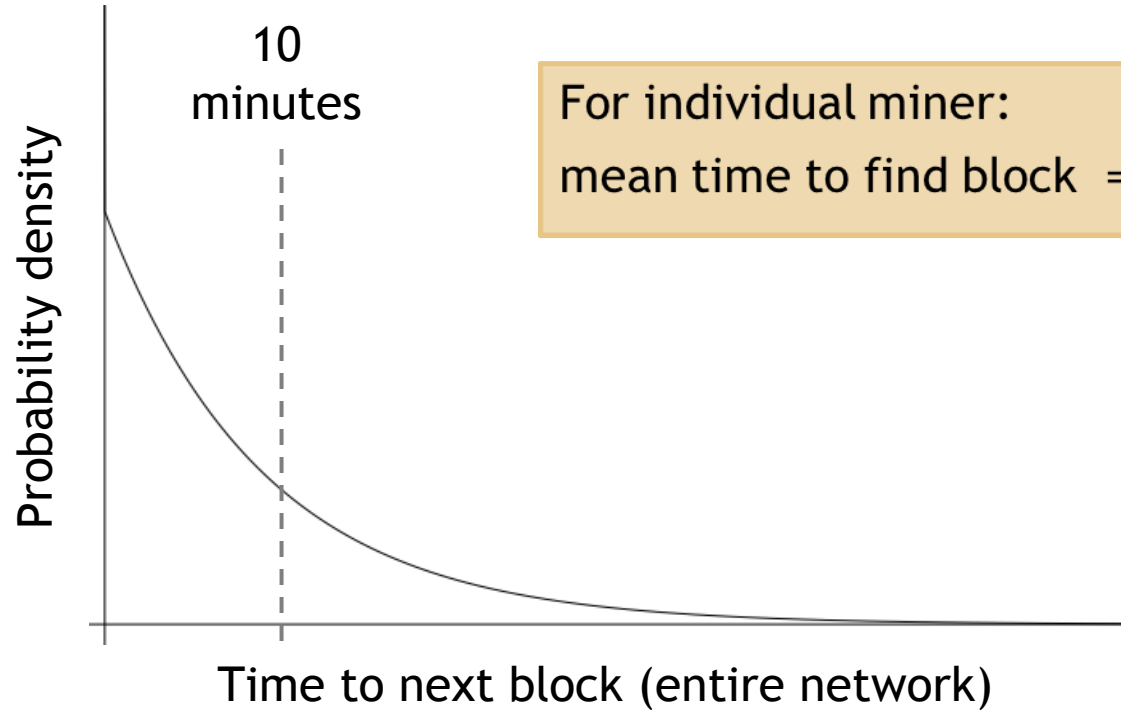 10
minutes
For individual miner:
mean time to find block =
Probability density
Time to next block (entire network)